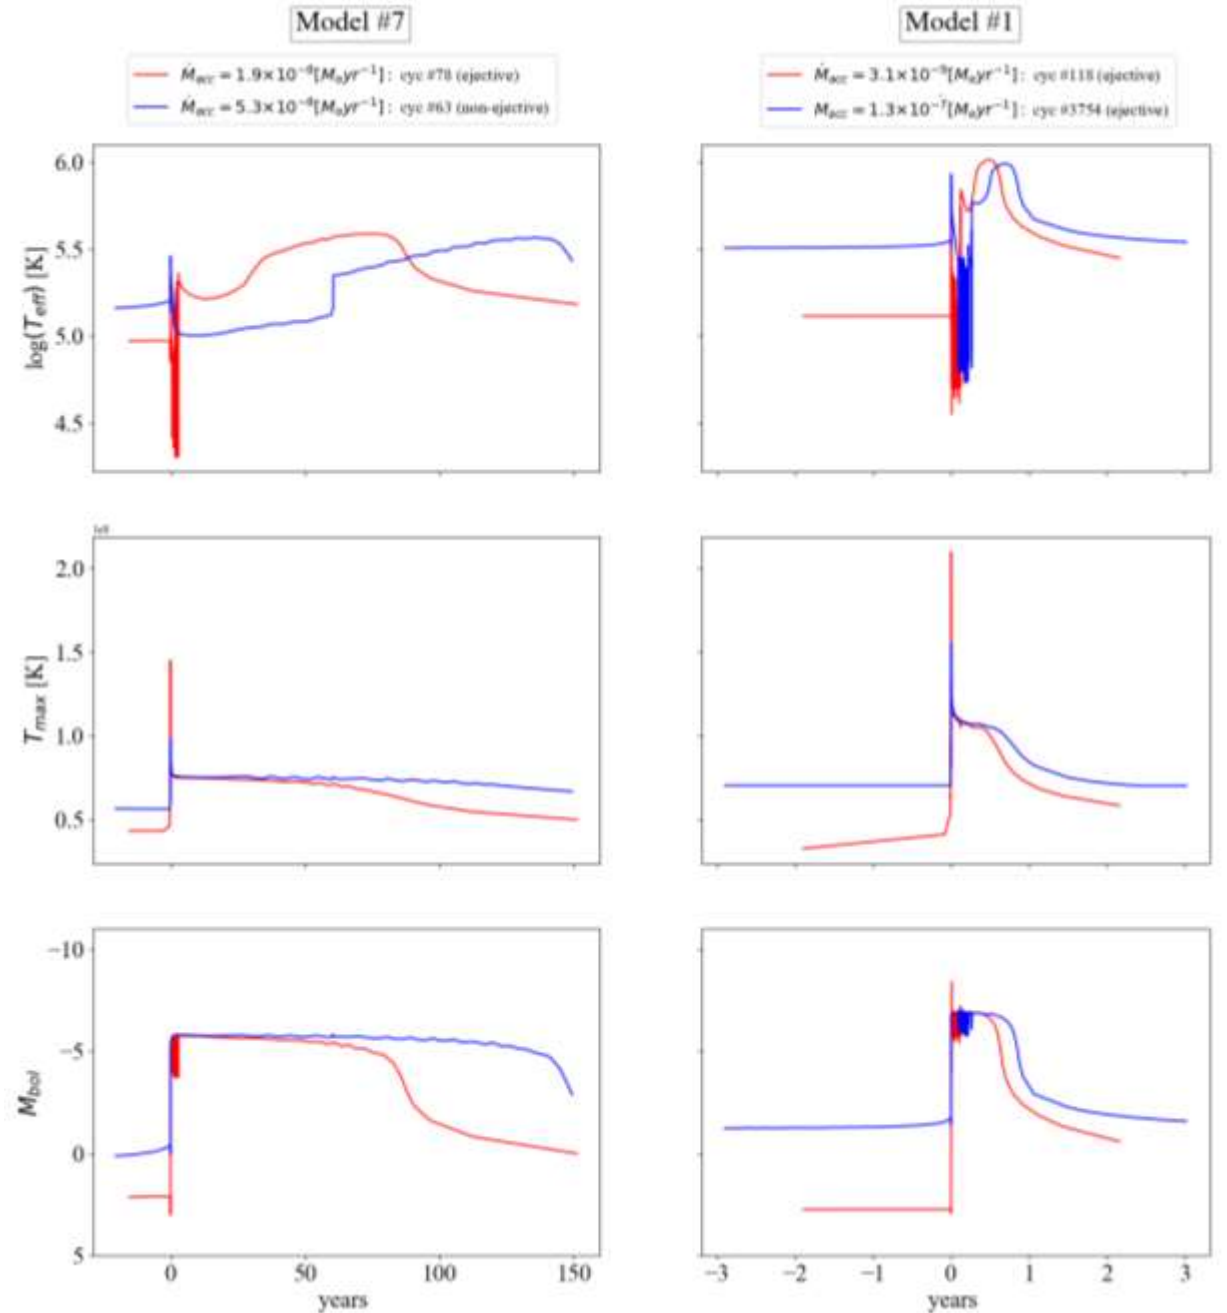 Model #7
Model #1
Ṁacc = 1.9×10⁻⁸[M⊙yr⁻¹]: cyc #78 (ejective)
Ṁacc = 5.3×10⁻⁸[M⊙yr⁻¹]: cyc #63 (non-ejective)
Ṁacc = 3.1×10⁻⁹[M⊙yr⁻¹]: cyc #118 (ejective)
Ṁacc = 1.3×10⁻⁷[M⊙yr⁻¹]: cyc #3754 (ejective)
log(Teff) [K]
6.0
5.5
5.0
4.5
1e8
Tmax [K]
2.0
1.5
1.0
0.5
Mbol
−10
−5
0
5
0 50 100 150
years
−3 −2 −1 0 1 2 3
years